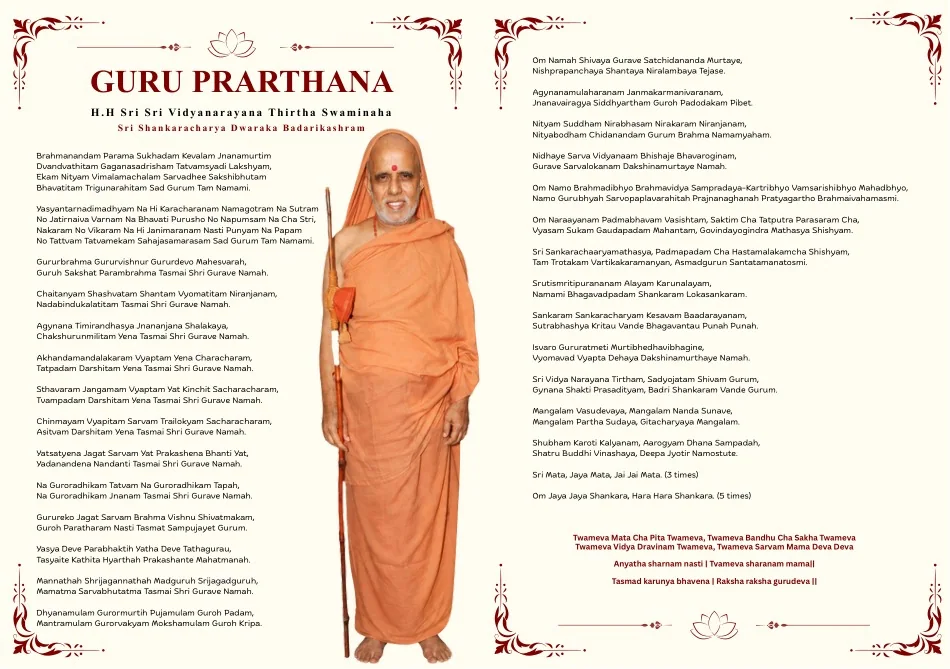 GURU PRARTHANA
H.H Sri Sri Vidyanarayana Thirtha Swaminaha
Sri Shankaracharya Dwaraka Badarikashram
Brahmanandam Parama Sukhadam Kevalam Jnanamurtim
Dvandvathitam Gaganasadrisham Tatvamsyadi Lakshyam,
Ekam Nityam Vimalamachalam Sarvadhee Sakshibhutam
Bhavatitam Trigunarahitam Sad Gurum Tam Namami.
Yasyantarnadimadhyam Na Hi Karacharanam Namagotram Na Sutram
No Jatirnaiva Varnam Na Bhavati Purusho No Napumsam Na Cha Stri,
Nakaram No Vikaram Na Hi Janimaranam Nasti Punyam Na Papam
No Tattvam Tatvamekam Sahajasamarasam Sad Gurum Tam Namami.
Gururbrahma Gururvishnur Gururdevo Mahesvarah,
Guruh Sakshat Parambrahma Tasmai Shri Gurave Namah.
Chaitanyam Shashvatam Shantam Vyomatitam Niranjanam,
Nadabindukalatitam Tasmai Shri Gurave Namah.
Agynana Timirandhasya Jnananjana Shalakaya,
Chakshurunmilitam Yena Tasmai Shri Gurave Namah.
Akhandamandalakaram Vyaptam Yena Characharam,
Tatpadam Darshitam Yena Tasmai Shri Gurave Namah.
Sthavaram Jangamam Vyaptam Yat Kinchit Sacharacharam,
Tvampadam Darshitam Yena Tasmai Shri Gurave Namah.
Chinmayam Vyapitam Sarvam Trailokyam Sacharacharam,
Asitvam Darshitam Yena Tasmai Shri Gurave Namah.
Yatsatyena Jagat Sarvam Yat Prakashena Bhanti Yat,
Yadanandena Nandanti Tasmai Shri Gurave Namah.
Na Guroradhikam Tatvam Na Guroradhikam Tapah,
Na Guroradhikam Jnanam Tasmai Shri Gurave Namah.
Gurureko Jagat Sarvam Brahma Vishnu Shivatmakam,
Guroh Paratharam Nasti Tasmat Sampujayet Gurum.
Yasya Deve Parabhaktih Yatha Deve Tathagurau,
Tasyaite Kathita Hyarthah Prakashante Mahatmanah.
Mannathah Shrijagannathah Madguruh Srijagadguruh,
Mamatma Sarvabhutatma Tasmai Shri Gurave Namah.
Dhyanamulam Gurormurtih Pujamulam Guroh Padam,
Mantramulam Gurorvakyam Mokshamulam Guroh Kripa.
Om Namah Shivaya Gurave Satchidananda Murtaye,
Nishprapanchaya Shantaya Niralambaya Tejase.
Agynanamulaharanam Janmakarmanivaranam,
Jnanavairagya Siddhyartham Guroh Padodakam Pibet.
Nityam Suddham Nirabhasam Nirakaram Niranjanam,
Nityabodham Chidanandam Gurum Brahma Namamyaham.
Nidhaye Sarva Vidyanaam Bhishaje Bhavaroginam,
Gurave Sarvalokanam Dakshinamurtaye Namah.
Om Namo Brahmadibhyo Brahmavidya Sampradaya-Kartribhyo Vamsarishibhyo Mahadbhyo,
Namo Gurubhyah Sarvopaplavarahitah Prajnanaghanah Pratyagartho Brahmaivahamasmi.
Om Naraayanam Padmabhavam Vasishtam, Saktim Cha Tatputra Parasaram Cha,
Vyasam Sukam Gaudapadam Mahantam, Govindayogindra Mathasya Shishyam.
Sri Sankarachaaryamathasya, Padmapadam Cha Hastamalakamcha Shishyam,
Tam Trotakam Vartikakaramanyan, Asmadgurun Santatamanatosmi.
Srutismritipurananam Alayam Karunalayam,
Namami Bhagavadpadam Shankaram Lokasankaram.
Sankaram Sankaracharyam Kesavam Baadarayanam,
Sutrabhashya Kritau Vande Bhagavantau Punah Punah.
Isvaro Gururatmeti Murtibhedhavibhagine,
Vyomavad Vyapta Dehaya Dakshinamurthaye Namah.
Sri Vidya Narayana Tirtham, Sadyojatam Shivam Gurum,
Gynana Shakti Prasadityam, Badri Shankaram Vande Gurum.
Mangalam Vasudevaya, Mangalam Nanda Sunave,
Mangalam Partha Sudaya, Gitacharyaya Mangalam.
Shubham Karoti Kalyanam, Aarogyam Dhana Sampadah,
Shatru Buddhi Vinashaya, Deepa Jyotir Namostute.
Sri Mata, Jaya Mata, Jai Jai Mata. (3 times)
Om Jaya Jaya Shankara, Hara Hara Shankara. (5 times)
Twameva Mata Cha Pita Twameva, Twameva Bandhu Cha Sakha Twameva
Twameva Vidya Dravinam Twameva, Twameva Sarvam Mama Deva Deva
Anyatha sharnam nasti | Tvameva sharanam mama||
Tasmad karunya bhavena | Raksha raksha gurudeva ||